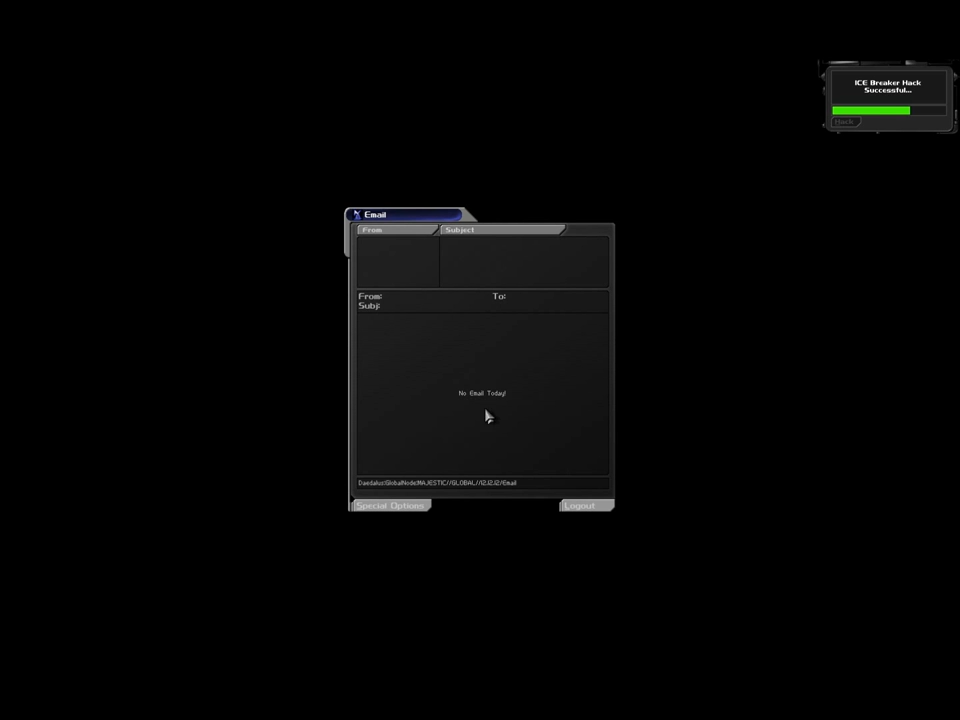 ICE Breaker Hack
Successful...
Hack
Email
From
Subject
From:
To:
Subj:
No Email Today!
Daedalus:GlobalNode:MAJESTIC//GLOBAL//12.12.12/Email
Special Options
Logout